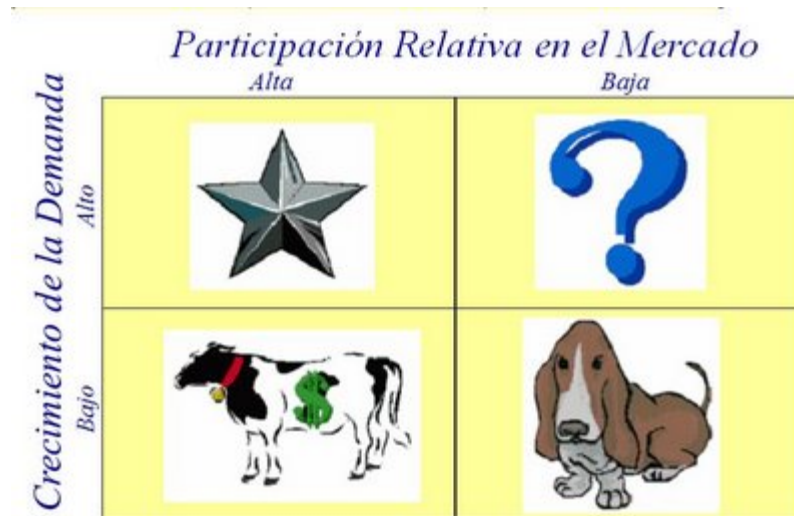 Participación Relativa en el Mercado
Alta
Baja
Crecimiento de la Demanda
Alto
Bajo
$